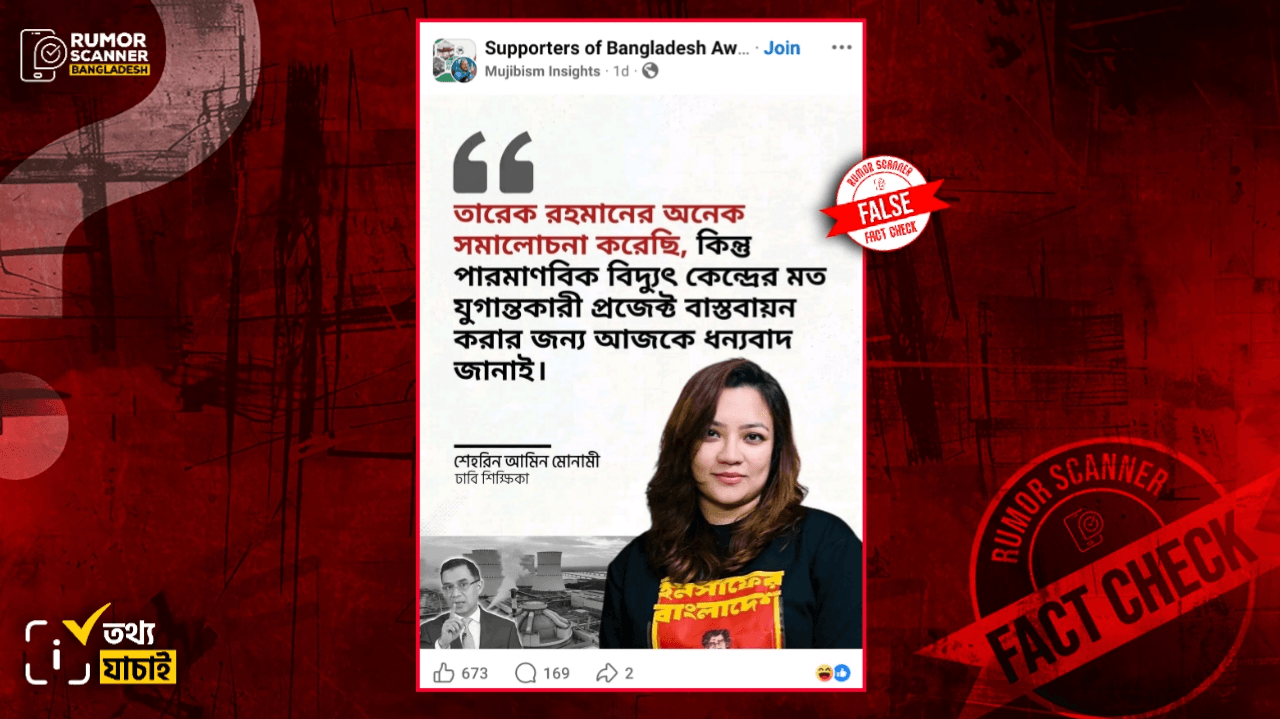 RUMOR
SCANNER
BANGLADESH
Supporters of Bangladesh Aw... · Join
Mujibism Insights · 1d ·
“
তারেক রহমানের অনেক
সমালোচনা করেছি, কিন্তু
পারমাণবিক বিদ্যুৎ কেন্দ্রের মত
যুগান্তকারী প্রজেক্ট বাস্তবায়ন
করার জন্য আজকে ধন্যবাদ
জানাই।
শেহরিন আমিন মোনামী
ঢাবি শিক্ষিকা
ইনসাফের
বাংলাদেশ
673 169 2
RUMOR SCANNER
FALSE
FACT CHECK
i তথ্য
যাচাই
RUMOR SCANNER
FACT CHECK